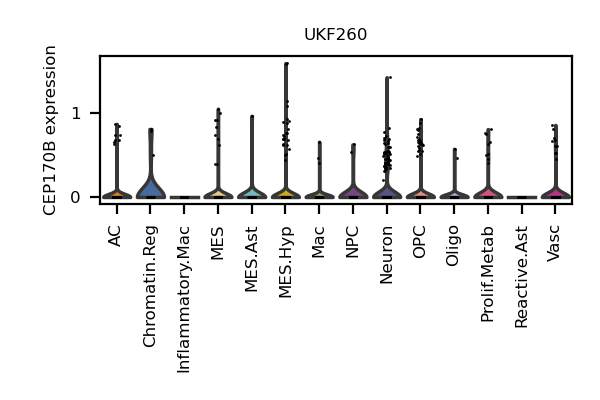 UKF260
CEP170B expression
1
0
AC
Chromatin.Reg
Inflammatory.Mac
MES
MES.Ast
MES.Hyp
Mac
NPC
Neuron
OPC
Oligo
Prolif.Metab
Reactive.Ast
Vasc